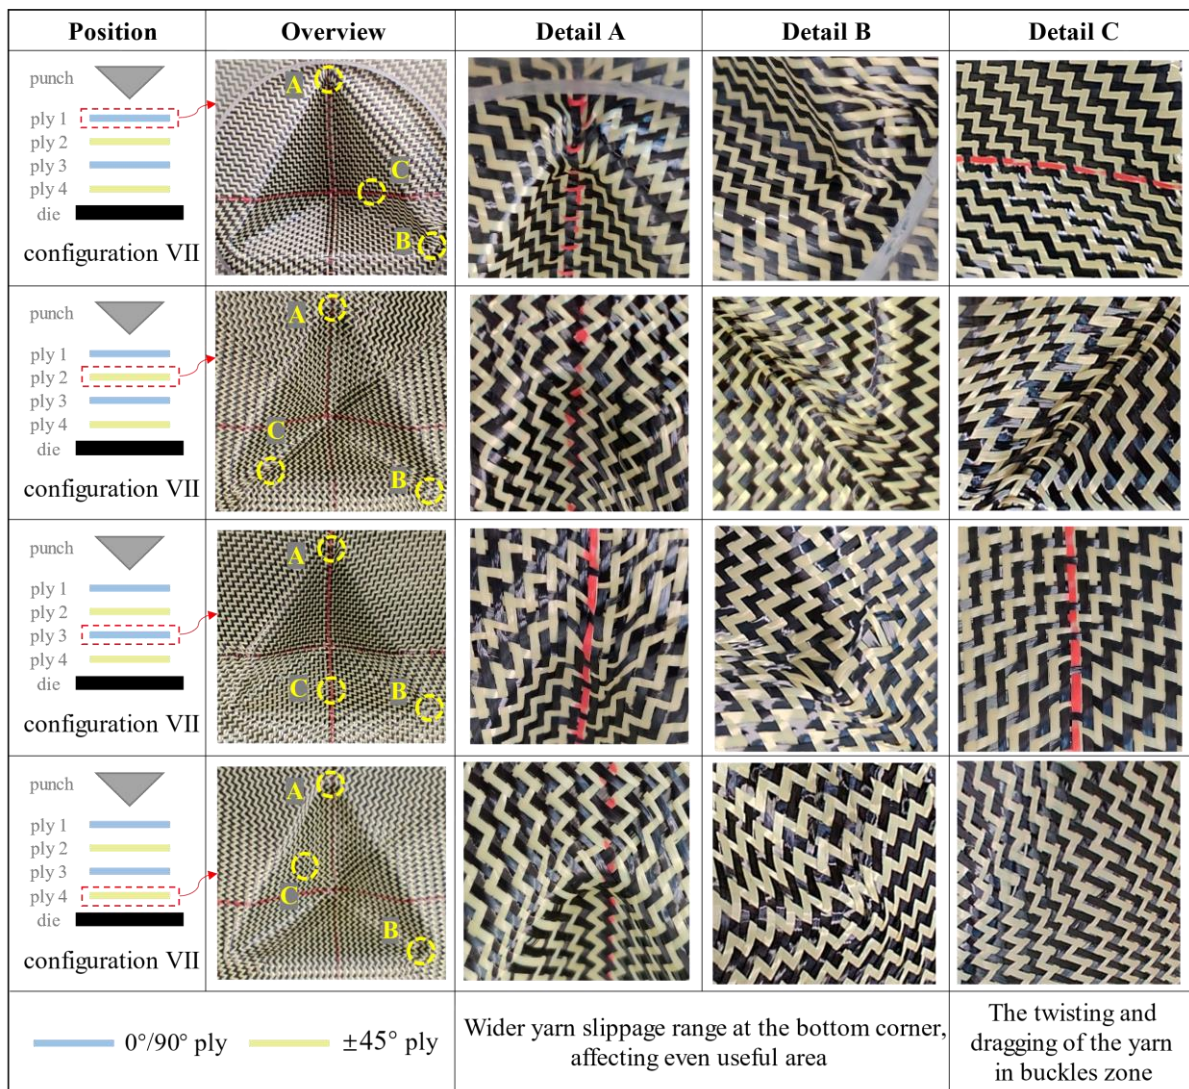 Position
Overview
Detail A
Detail B
Detail C
punch
ply 1
ply 2
ply 3
ply 4
die
configuration VII
A
C
B
punch
ply 1
ply 2
ply 3
ply 4
die
configuration VII
A
C
B
punch
ply 1
ply 2
ply 3
ply 4
die
configuration VII
A
C
B
punch
ply 1
ply 2
ply 3
ply 4
die
configuration VII
A
C
B
0°/90° ply
±45° ply
Wider yarn slippage range at the bottom corner,
affecting even useful area
The twisting and
dragging of the yarn
in buckles zone